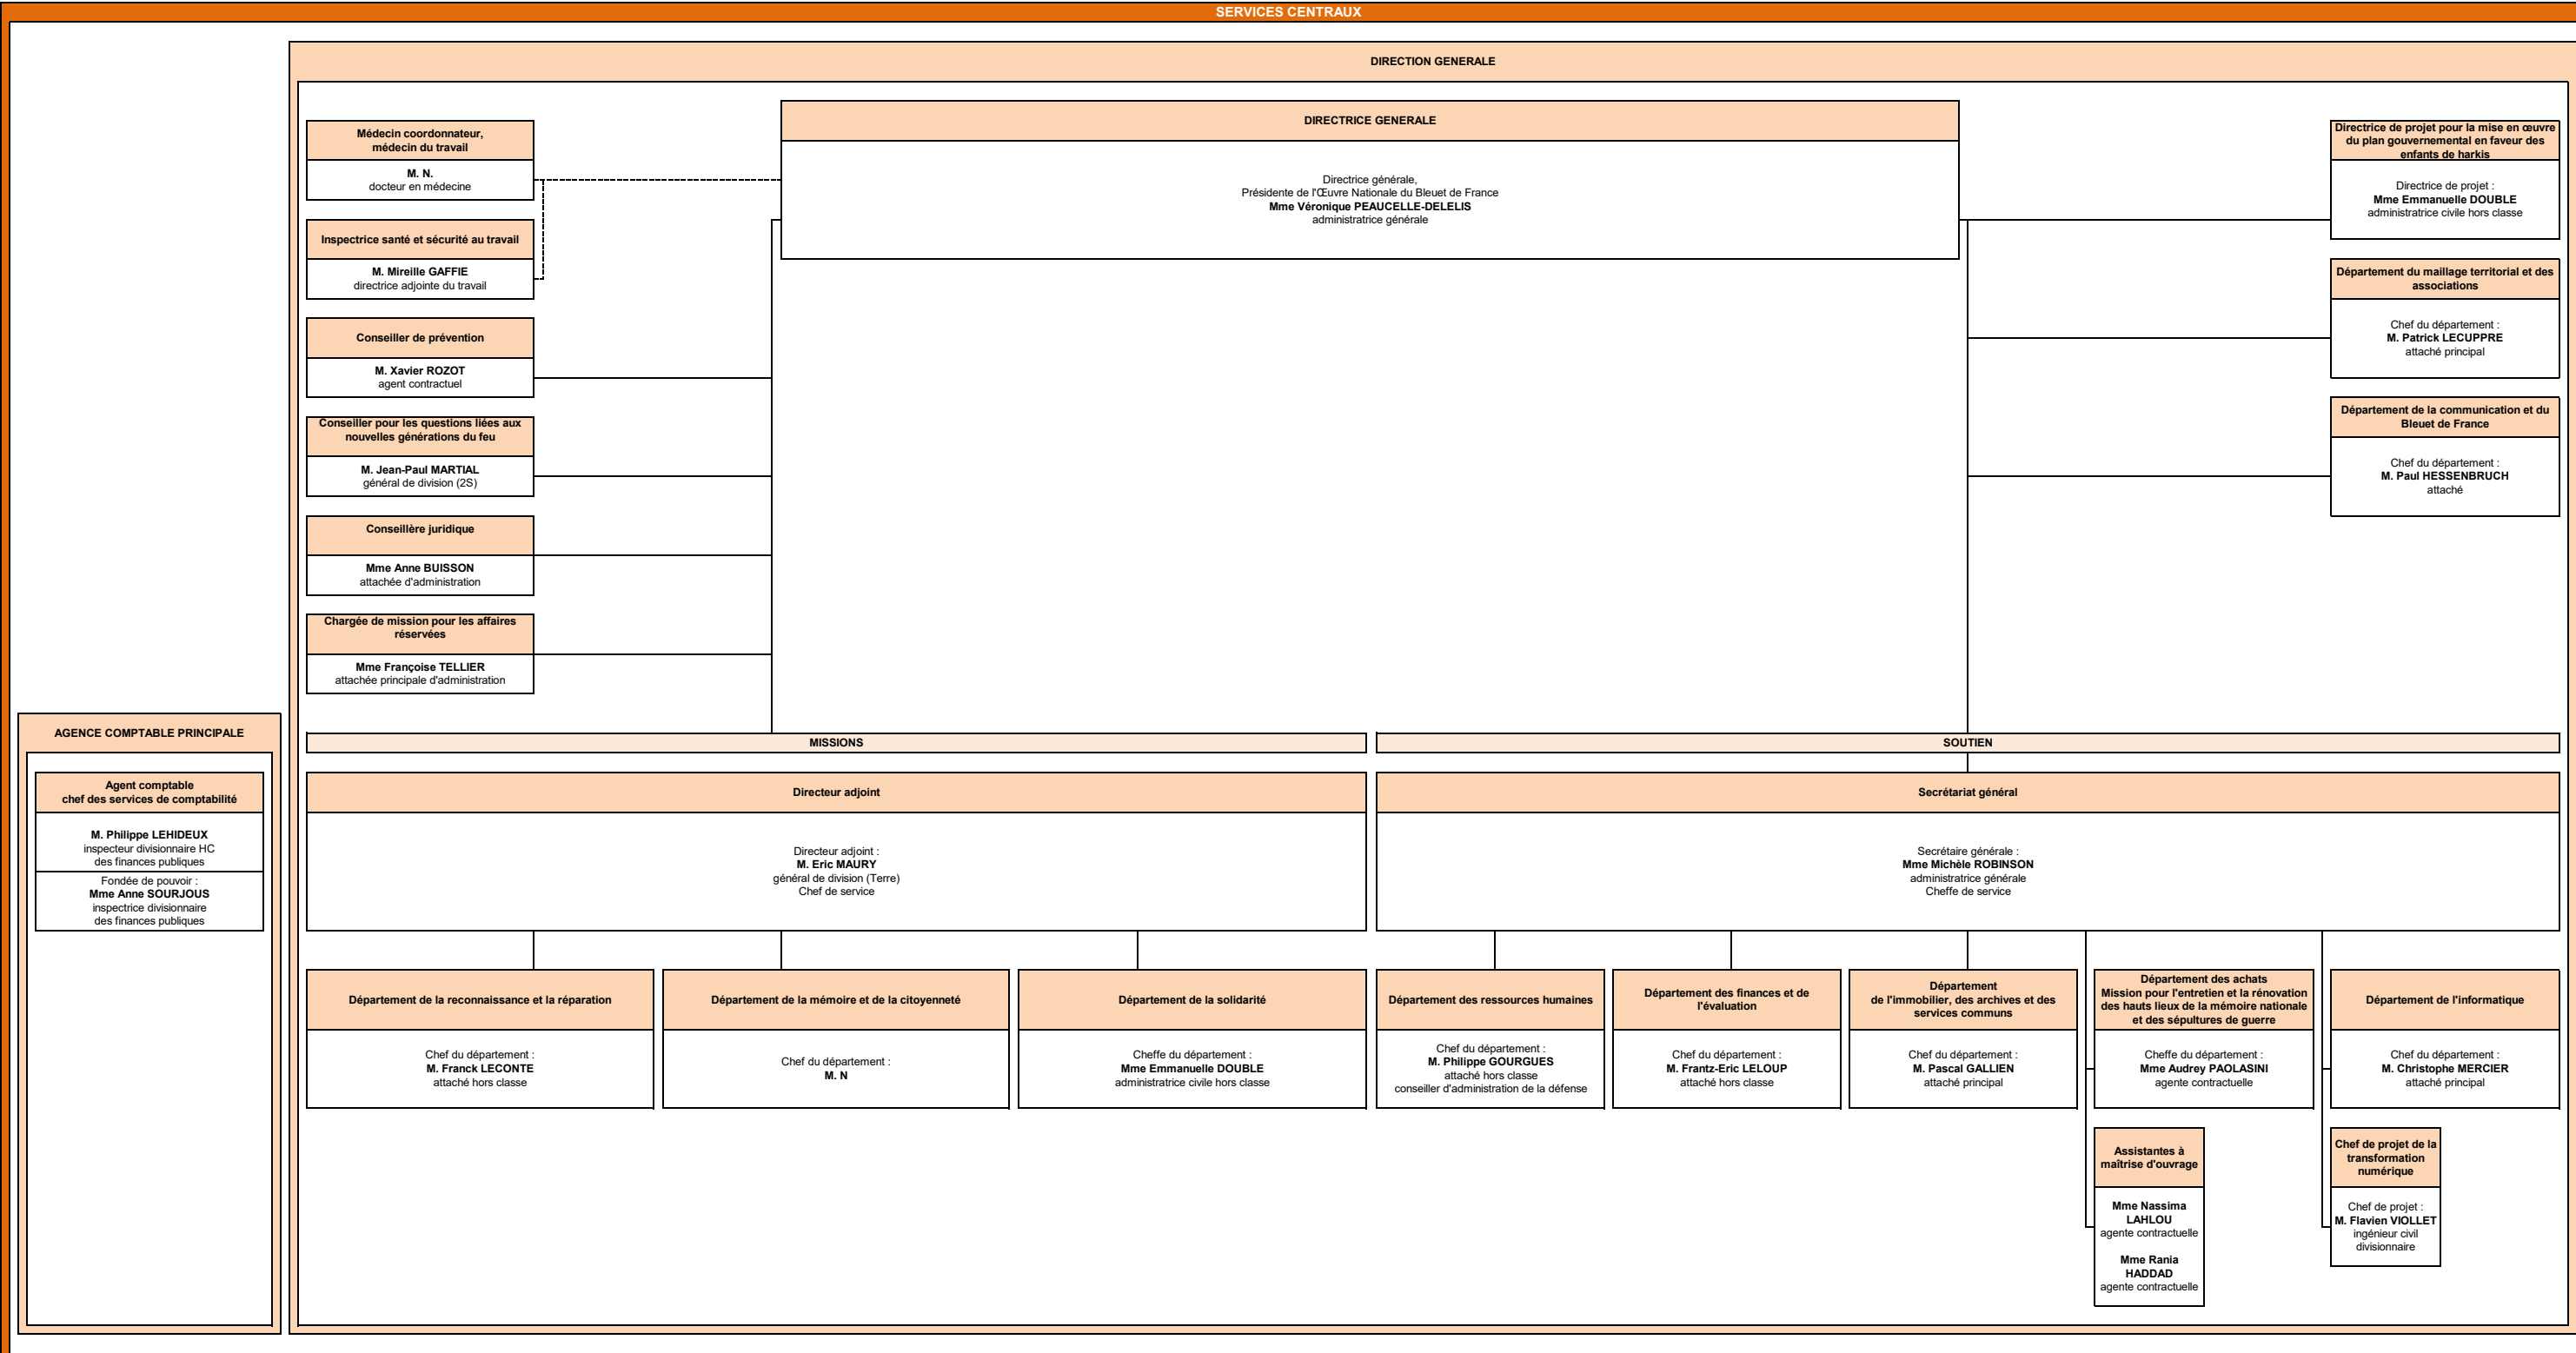 SERVICES CENTRAUX
DIRECTION GENERALE
DIRECTRICE GENERALE
Directrice générale,
Présidente de l'Œuvre Nationale du Bleuet de France
Mme Véronique PEAUCELLE-DELELIS
administratrice générale
Médecin coordonnateur,
médecin du travail
M. N.
docteur en médecine
Inspectrice santé et sécurité au travail
M. Mireille GAFFIE
directrice adjointe du travail
Conseiller de prévention
M. Xavier ROZOT
agent contractuel
Conseiller pour les questions liées aux
nouvelles générations du feu
M. Jean-Paul MARTIAL
général de division (2S)
Conseillère juridique
Mme Anne BUISSON
attachée d'administration
Chargée de mission pour les affaires
réservées
Mme Françoise TELLIER
attachée principale d'administration
Directrice de projet pour la mise en œuvre
du plan gouvernemental en faveur des
enfants de harkis
Directrice de projet :
Mme Emmanuelle DOUBLE
administratrice civile hors classe
Département du maillage territorial et des
associations
Chef du département :
M. Patrick LECUPPRE
attaché principal
Département de la communication et du
Bleuet de France
Chef du département :
M. Paul HESSENBRUCH
attaché
AGENCE COMPTABLE PRINCIPALE
Agent comptable
chef des services de comptabilité
M. Philippe LEHIDEUX
inspecteur divisionnaire HC
des finances publiques
Fondée de pouvoir :
Mme Anne SOURJOUS
inspectrice divisionnaire
des finances publiques
MISSIONS
Directeur adjoint
Directeur adjoint :
M. Eric MAURY
général de division (Terre)
Chef de service
SOUTIEN
Secrétariat général
Secrétaire générale :
Mme Michèle ROBINSON
administratrice générale
Cheffe de service
Département de la reconnaissance et la réparation
Chef du département :
M. Franck LECONTE
attaché hors classe
Département de la mémoire et de la citoyenneté
Chef du département :
M. N
Département de la solidarité
Cheffe du département :
Mme Emmanuelle DOUBLE
administratrice civile hors classe
Département des ressources humaines
Chef du département :
M. Philippe GOURGUES
attaché hors classe
conseiller d'administration de la défense
Département des finances et de
l'évaluation
Chef du département :
M. Frantz-Eric LELOUP
attaché hors classe
Département
de l'immobilier, des archives et des
services communs
Chef du département :
M. Pascal GALLIEN
attaché principal
Département des achats
Mission pour l'entretien et la rénovation
des hauts lieux de la mémoire nationale
et des sépultures de guerre
Cheffe du département :
Mme Audrey PAOLASINI
agente contractuelle
Département de l'informatique
Chef du département :
M. Christophe MERCIER
attaché principal
Assistantes à
maîtrise d'ouvrage
Mme Nassima
LAHLOU
agente contractuelle
Mme Rania
HADDAD
agente contractuelle
Chef de projet de la
transformation
numérique
Chef de projet :
M. Flavien VIOLLET
ingénieur civil
divisionnaire